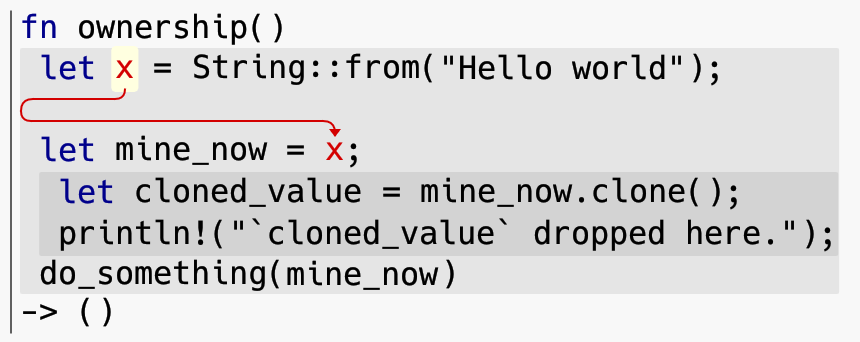 fn ownership()
let x = String::from("Hello world");
let mine_now = x;
let cloned_value = mine_now.clone();
println!("`cloned_value` dropped here.");
do_something(mine_now)
-> ()